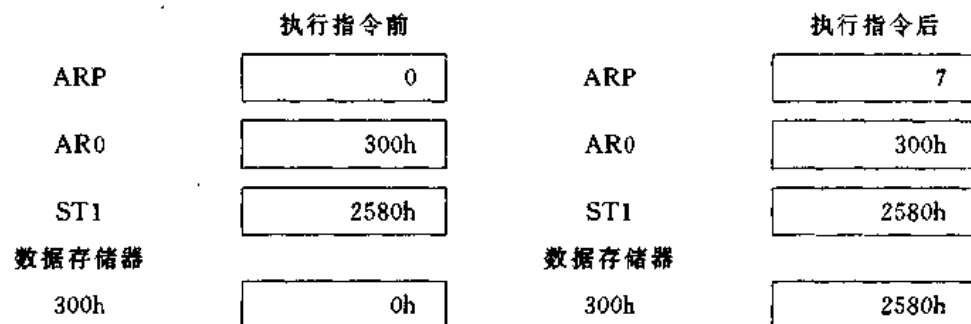 执行指令前 执行指令后
ARP 0 ARP 7
AR0 300h AR0 300h
ST1 2580h ST1 2580h
数据存储器 数据存储器
300h 0h 300h 2580h